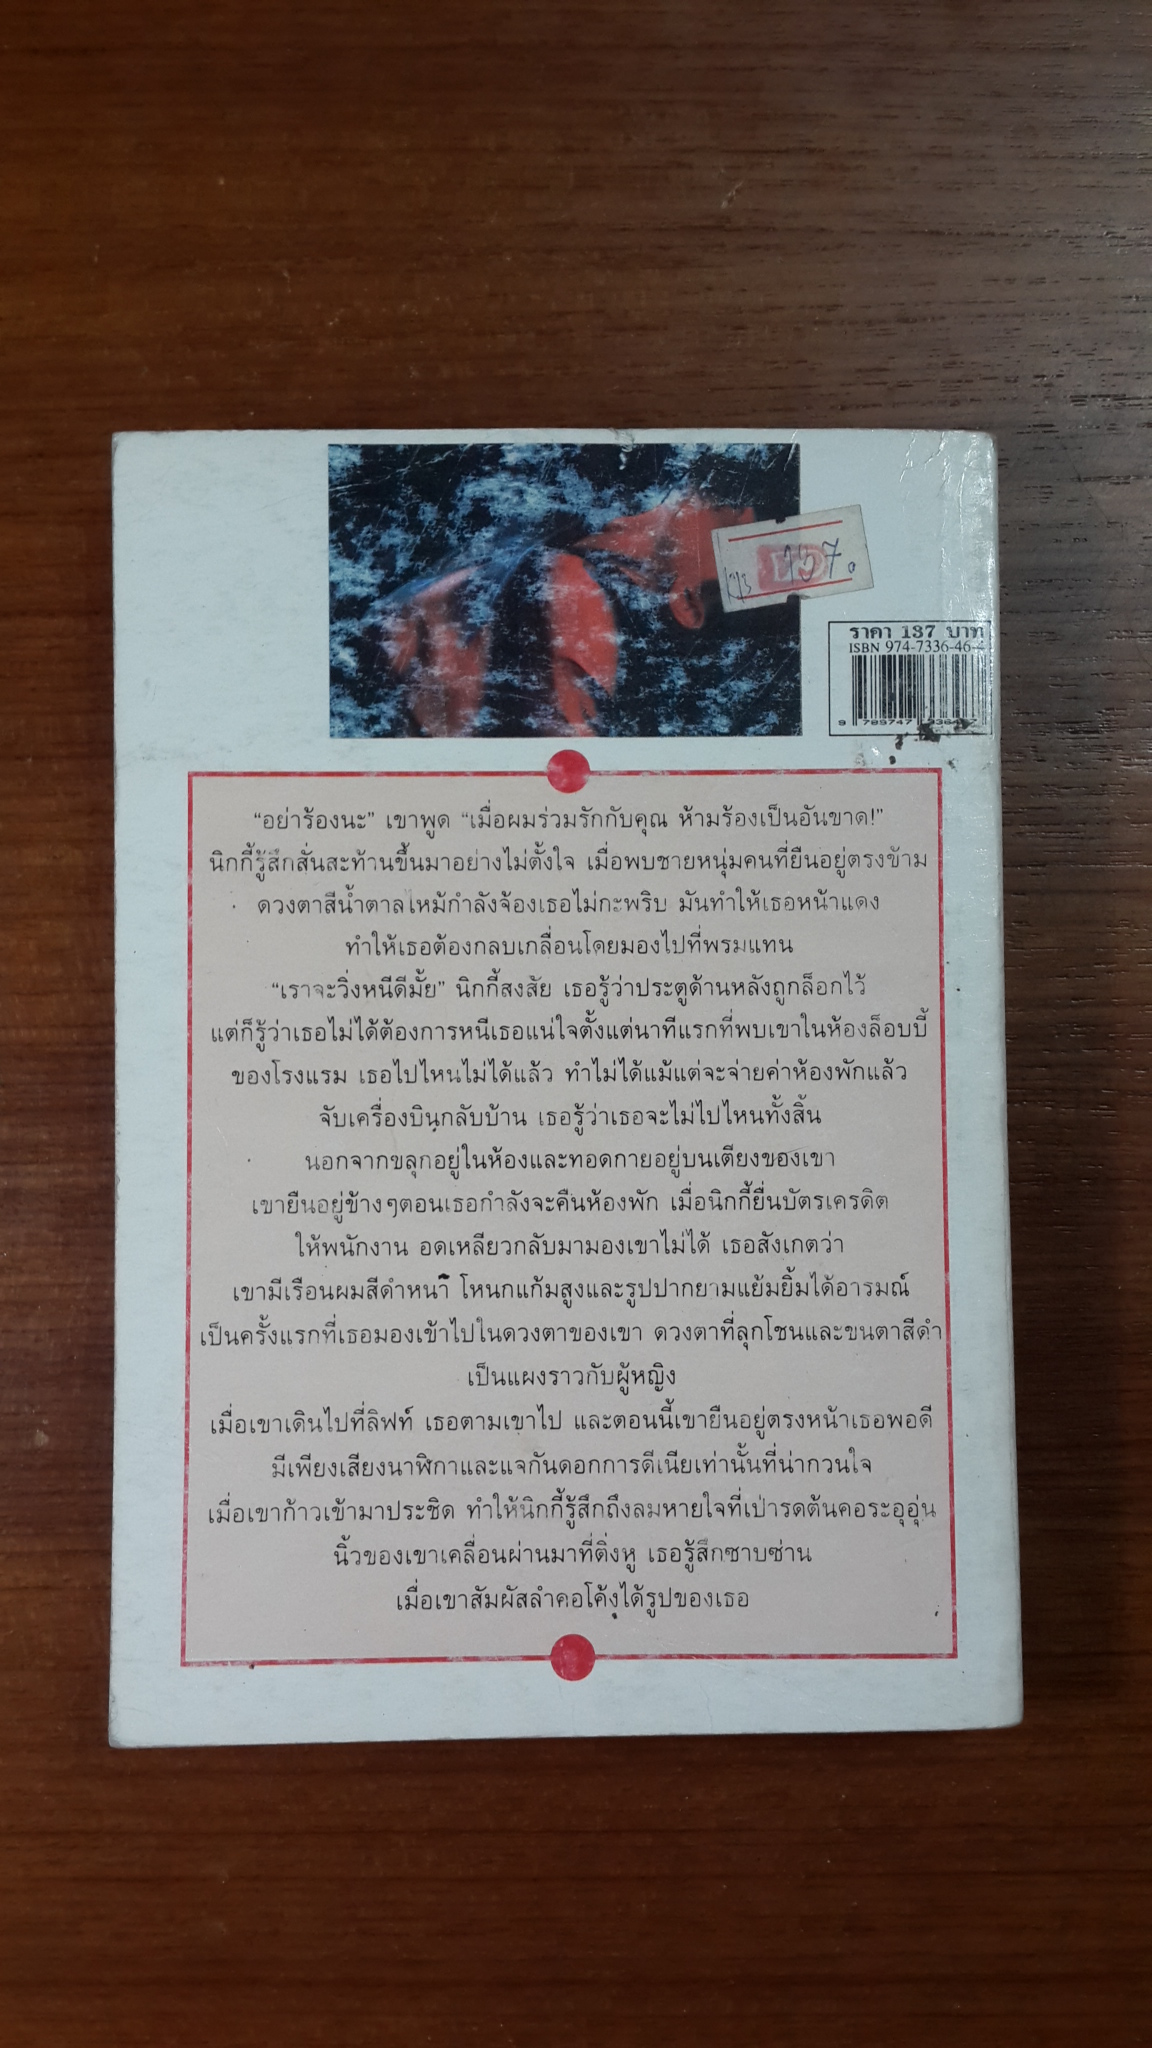 137.
ราคา 137 บาท
ISBN 974-7336-46-4
9 789747
“อย่าร้องนะ” เขาพูด “เมื่อผมร่วมรักกับคุณ ห้ามร้องเป็นอันขาด!”
นิกกี้รู้สึกสั่นสะท้านขึ้นมาอย่างไม่ตั้งใจ เมื่อพบชายหนุ่มคนที่ยืนอยู่ตรงข้าม
ดวงตาสีน้ำตาลไหม้กำลังจ้องเธอไม่กะพริบ มันทำให้เธอหน้าแดง
ทำให้เธอต้องกลบเกลื่อนโดยมองไปที่พรมแทน
“เราจะวิ่งหนีดีมั้ย” นิกกี้สงสัย เธอรู้ว่าประตูด้านหลังถูกล็อกไว้
แต่ก็รู้ว่าเธอไม่ได้ต้องการหนีเธอแน่ใจตั้งแต่นาทีแรกที่พบเขาในห้องล็อบบี้
ของโรงแรม เธอไปไหนไม่ได้แล้ว ทำไม่ได้แม้แต่จะจ่ายค่าห้องพักแล้ว
จับเครื่องบินกลับบ้าน เธอรู้ว่าเธอจะไม่ไปไหนทั้งสิ้น
นอกจากขลุกอยู่ในห้องและทอดกายอยู่บนเตียงของเขา
เขายืนอยู่ข้างๆตอนเธอกำลังจะคืนห้องพัก เมื่อนิกกี้ยื่นบัตรเครดิต
ให้พนักงาน อดเหลียวกลับมามองเขาไม่ได้ เธอสังเกตว่า
เขามีเรือนผมสีดำหนา โหนกแก้มสูงและรูปปากยามแย้มยิ้มได้อารมณ์
เป็นครั้งแรกที่เธอมองเข้าไปในดวงตาของเขา ดวงตาที่ลุกโชนและขนตาสีดำ
เป็นแผงราวกับผู้หญิง
เมื่อเขาเดินไปที่ลิฟท์ เธอตามเขาไป และตอนนี้เขายืนอยู่ตรงหน้าเธอพอดี
มีเพียงเสียงนาฬิกาและแจกันดอกการดีเนียเท่านั้นที่น่ากวนใจ
เมื่อเขาก้าวเข้ามาประชิด ทำให้นิกกี้รู้สึกถึงลมหายใจที่เป่ารดต้นคอระอุอุ่น
นิ้วของเขาเคลื่อนผ่านมาที่ติ่งหู เธอรู้สึกซาบซ่าน
เมื่อเขาสัมผัสลำคอโค้งได้รูปของเธอ